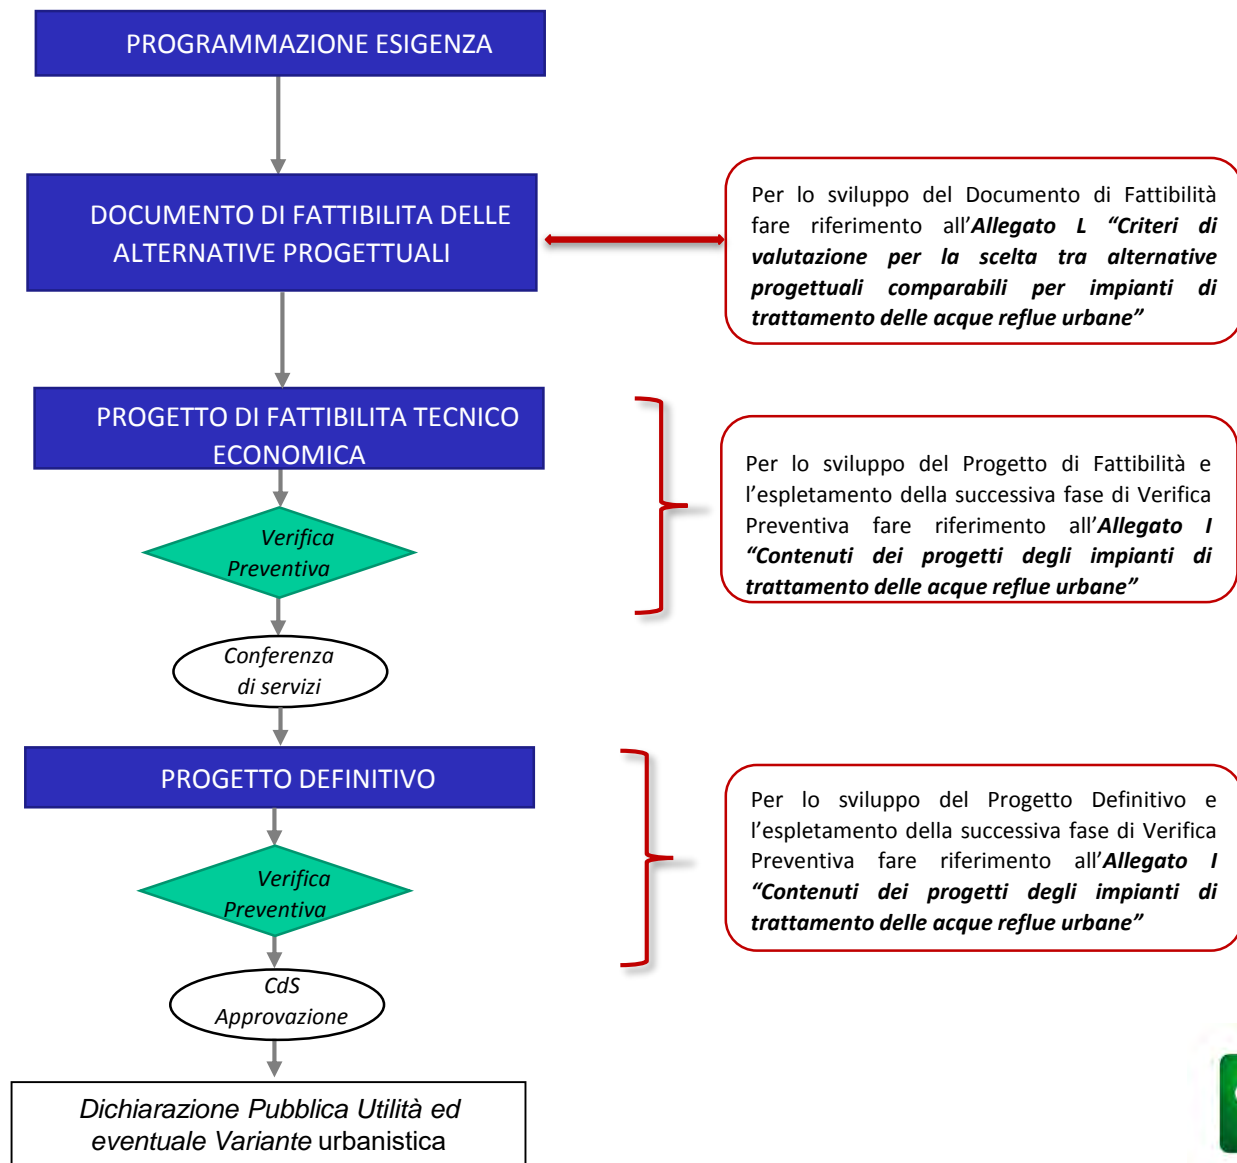 PROGRAMMAZIONE ESIGENZA
DOCUMENTO DI FATTIBILITA DELLE
ALTERNATIVE PROGETTUALI
Per lo sviluppo del Documento di Fattibilità
fare riferimento all’Allegato L “Criteri di
valutazione per la scelta tra alternative
progettuali comparabili per impianti di
trattamento delle acque reflue urbane”
PROGETTO DI FATTIBILITA TECNICO
ECONOMICA
Verifica
Preventiva
Per lo sviluppo del Progetto di Fattibilità e
l’espletamento della successiva fase di Verifica
Preventiva fare riferimento all’Allegato I
“Contenuti dei progetti degli impianti di
trattamento delle acque reflue urbane”
Conferenza
di servizi
PROGETTO DEFINITIVO
Verifica
Preventiva
Per lo sviluppo del Progetto Definitivo e
l’espletamento della successiva fase di Verifica
Preventiva fare riferimento all’Allegato I
“Contenuti dei progetti degli impianti di
trattamento delle acque reflue urbane”
CdS
Approvazione
Dichiarazione Pubblica Utilità ed
eventuale Variante urbanistica